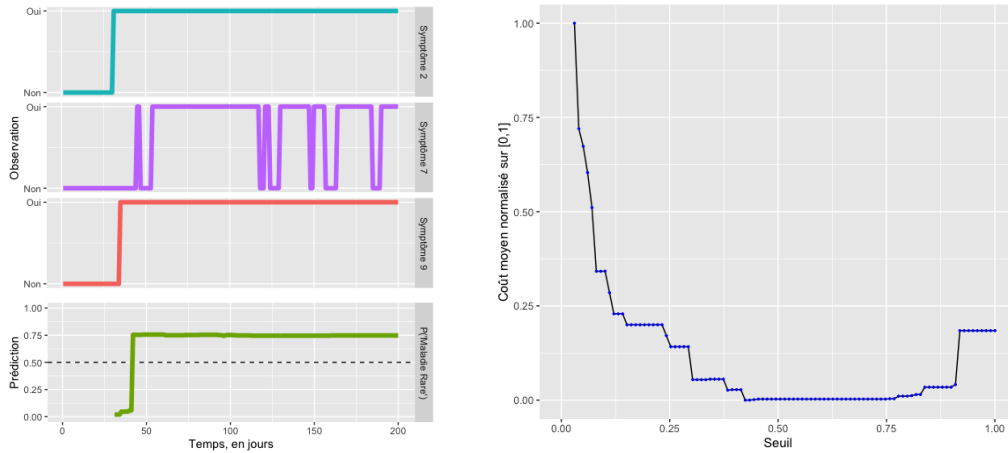 Oui
Non
Symptôme 2
Oui
Non
Symptôme 7
Oui
Non
Symptôme 9
Observation
1.00
0.75
0.50
0.25
0.00
P('Maladie Rare')
Prédiction
0
50
100
150
200
Temps, en jours
1.00
0.75
0.50
0.25
0.00
Coût moyen normalisé sur [0,1]
0.00
0.25
0.50
0.75
1.00
Seuil